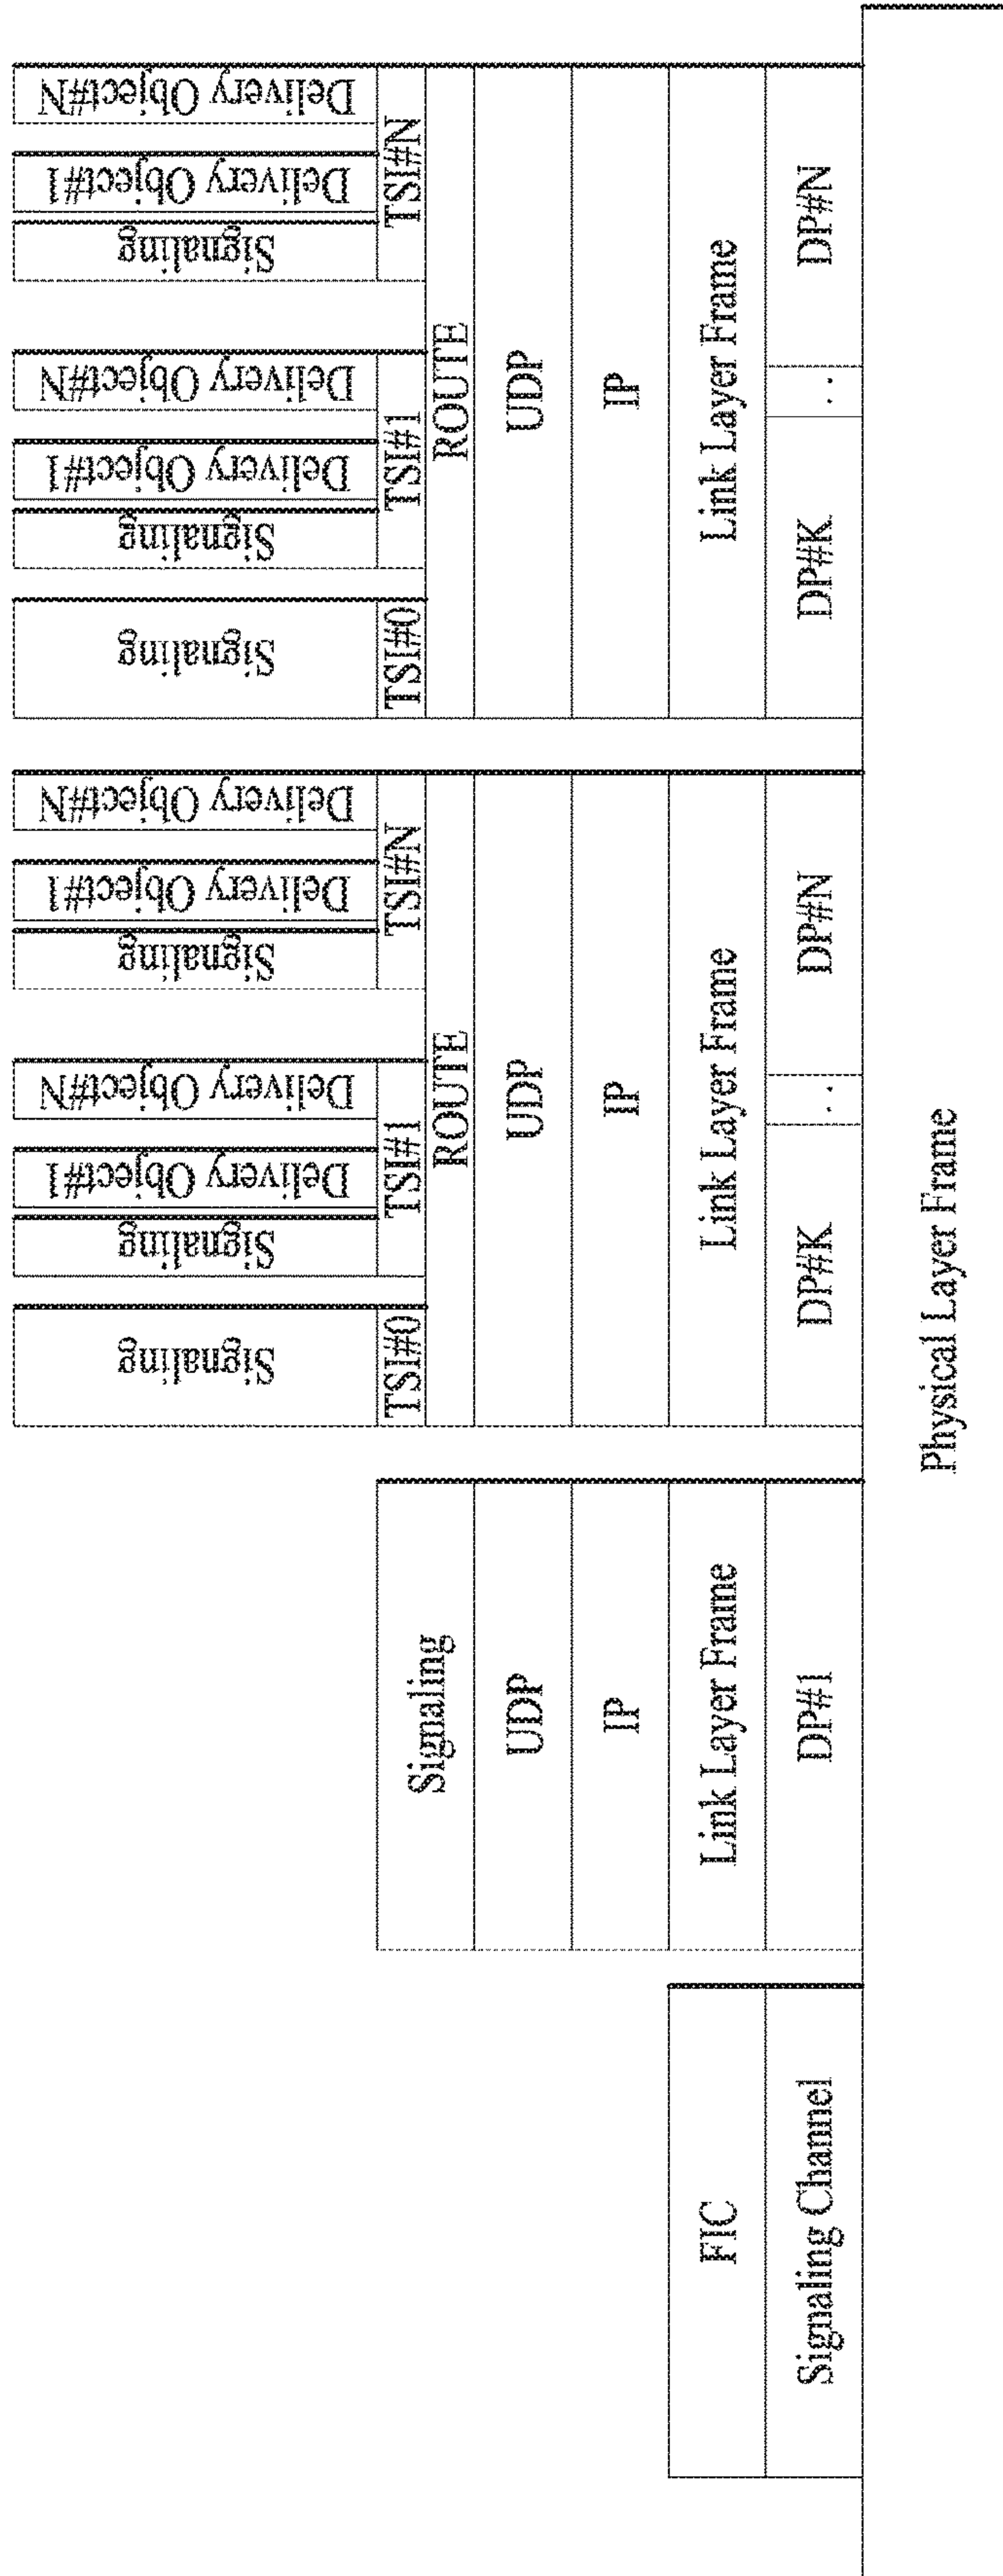 Signaling
Signaling
Delivery Object#1
Delivery Object#N
Signaling
Delivery Object#1
Delivery Object#N
Signaling
Signaling
Delivery Object#1
Delivery Object#N
Signaling
Delivery Object#1
Delivery Object#N
TSI#0
TSI#1
TSI#N
TSI#0
TSI#1
TSI#N
Signaling
ROUTE
ROUTE
UDP
UDP
UDP
IP
IP
IP
FIC
Link Layer Frame
Link Layer Frame
Link Layer Frame
Signaling Channel
DP#1
DP#K
. .
DP#N
DP#K
. .
DP#N
Physical Layer Frame